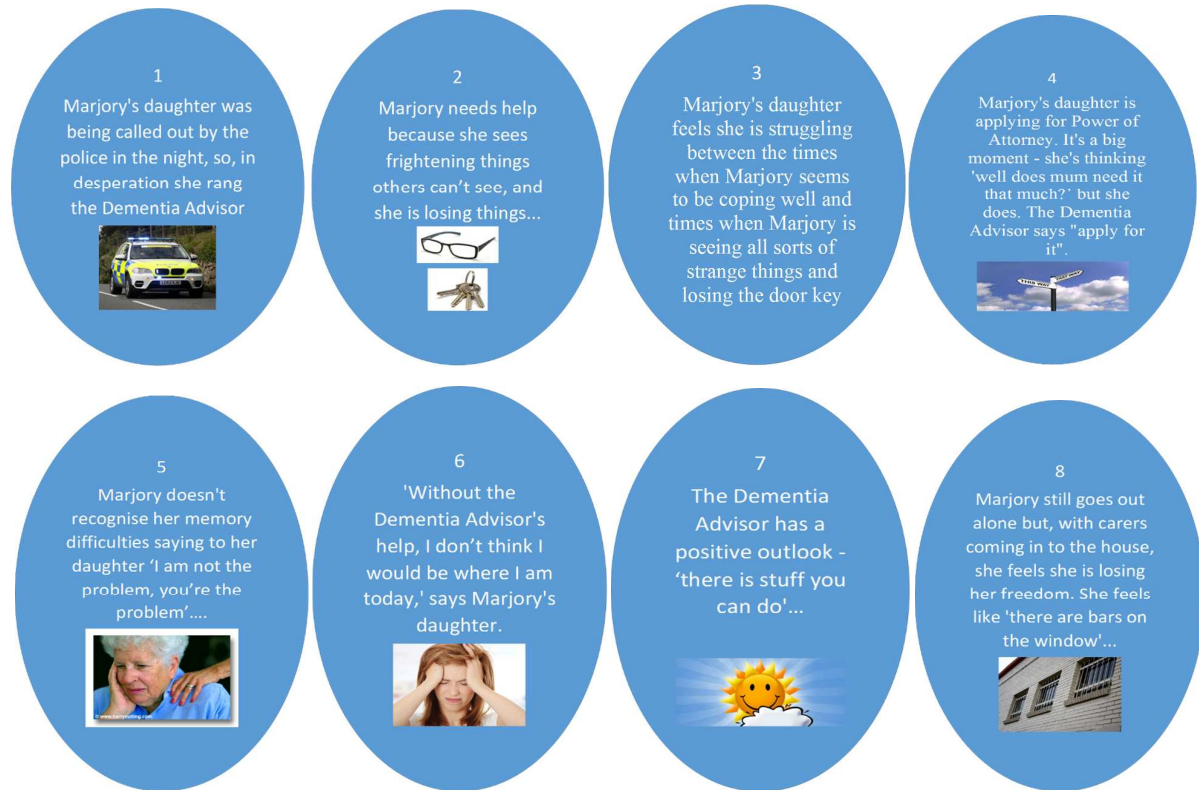 1
Marjory's daughter was
being called out by the
police in the night, so, in
desperation she rang
the Dementia Advisor
2
Marjory needs help
because she sees
frightening things
others can’t see, and
she is losing things...
3
Marjory's daughter
feels she is struggling
between the times
when Marjory seems
to be coping well and
times when Marjory is
seeing all sorts of
strange things and
losing the door key
4
Marjory's daughter is
applying for Power of
Attorney. It's a big
moment - she's thinking
'well does mum need it
that much?' but she
does. The Dementia
Advisor says "apply for
it".
THIS WAY
THAT WAY
5
Marjory doesn't
recognise her memory
difficulties saying to her
daughter ‘I am not the
problem, you’re the
problem’....
6
'Without the
Dementia Advisor's
help, I don’t think I
would be where I am
today,' says Marjory's
daughter.
7
The Dementia
Advisor has a
positive outlook -
‘there is stuff you
can do'...
8
Marjory still goes out
alone but, with carers
coming in to the house,
she feels she is losing
her freedom. She feels
like 'there are bars on
the window'...